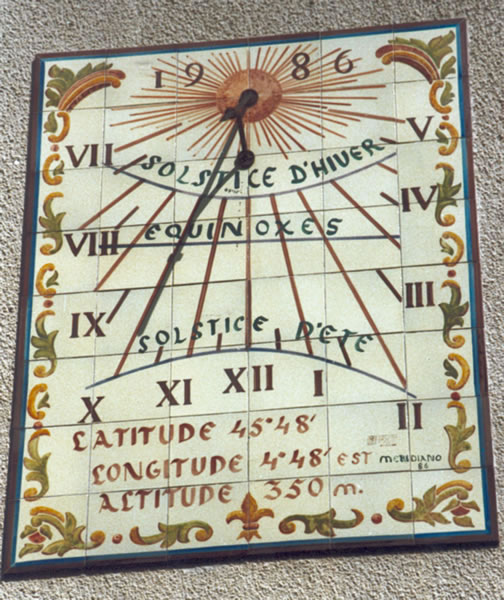 1986
VII SOLSTICE D'HIVER V
IV
VIII EQUINOXES
IX III
SOLSTICE D'ETE
X XI XII I II
LATITUDE 45°48'
LONGITUDE 4°48' EST MERIDIANO
86
ALTITUDE 350 m.